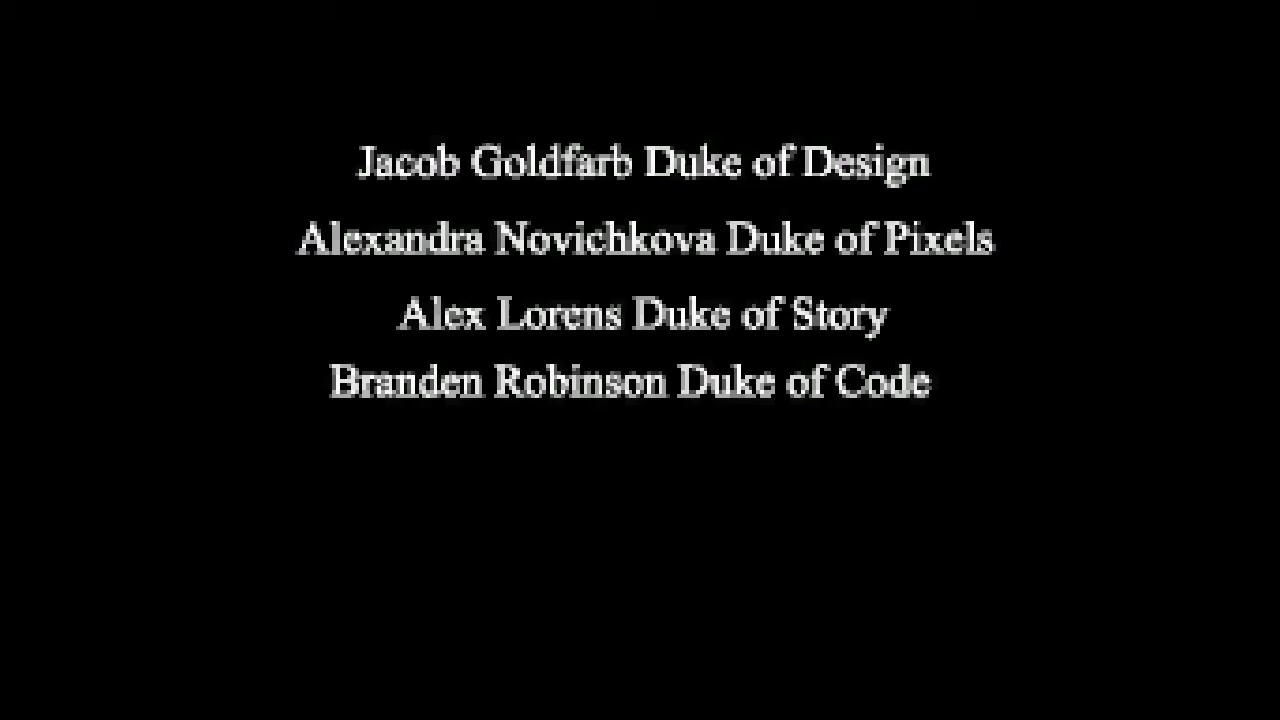 Jacob Goldfarb Duke of Design
Alexandra Novichkova Duke of Pixels
Alex Lorens Duke of Story
Branden Robinson Duke of Code